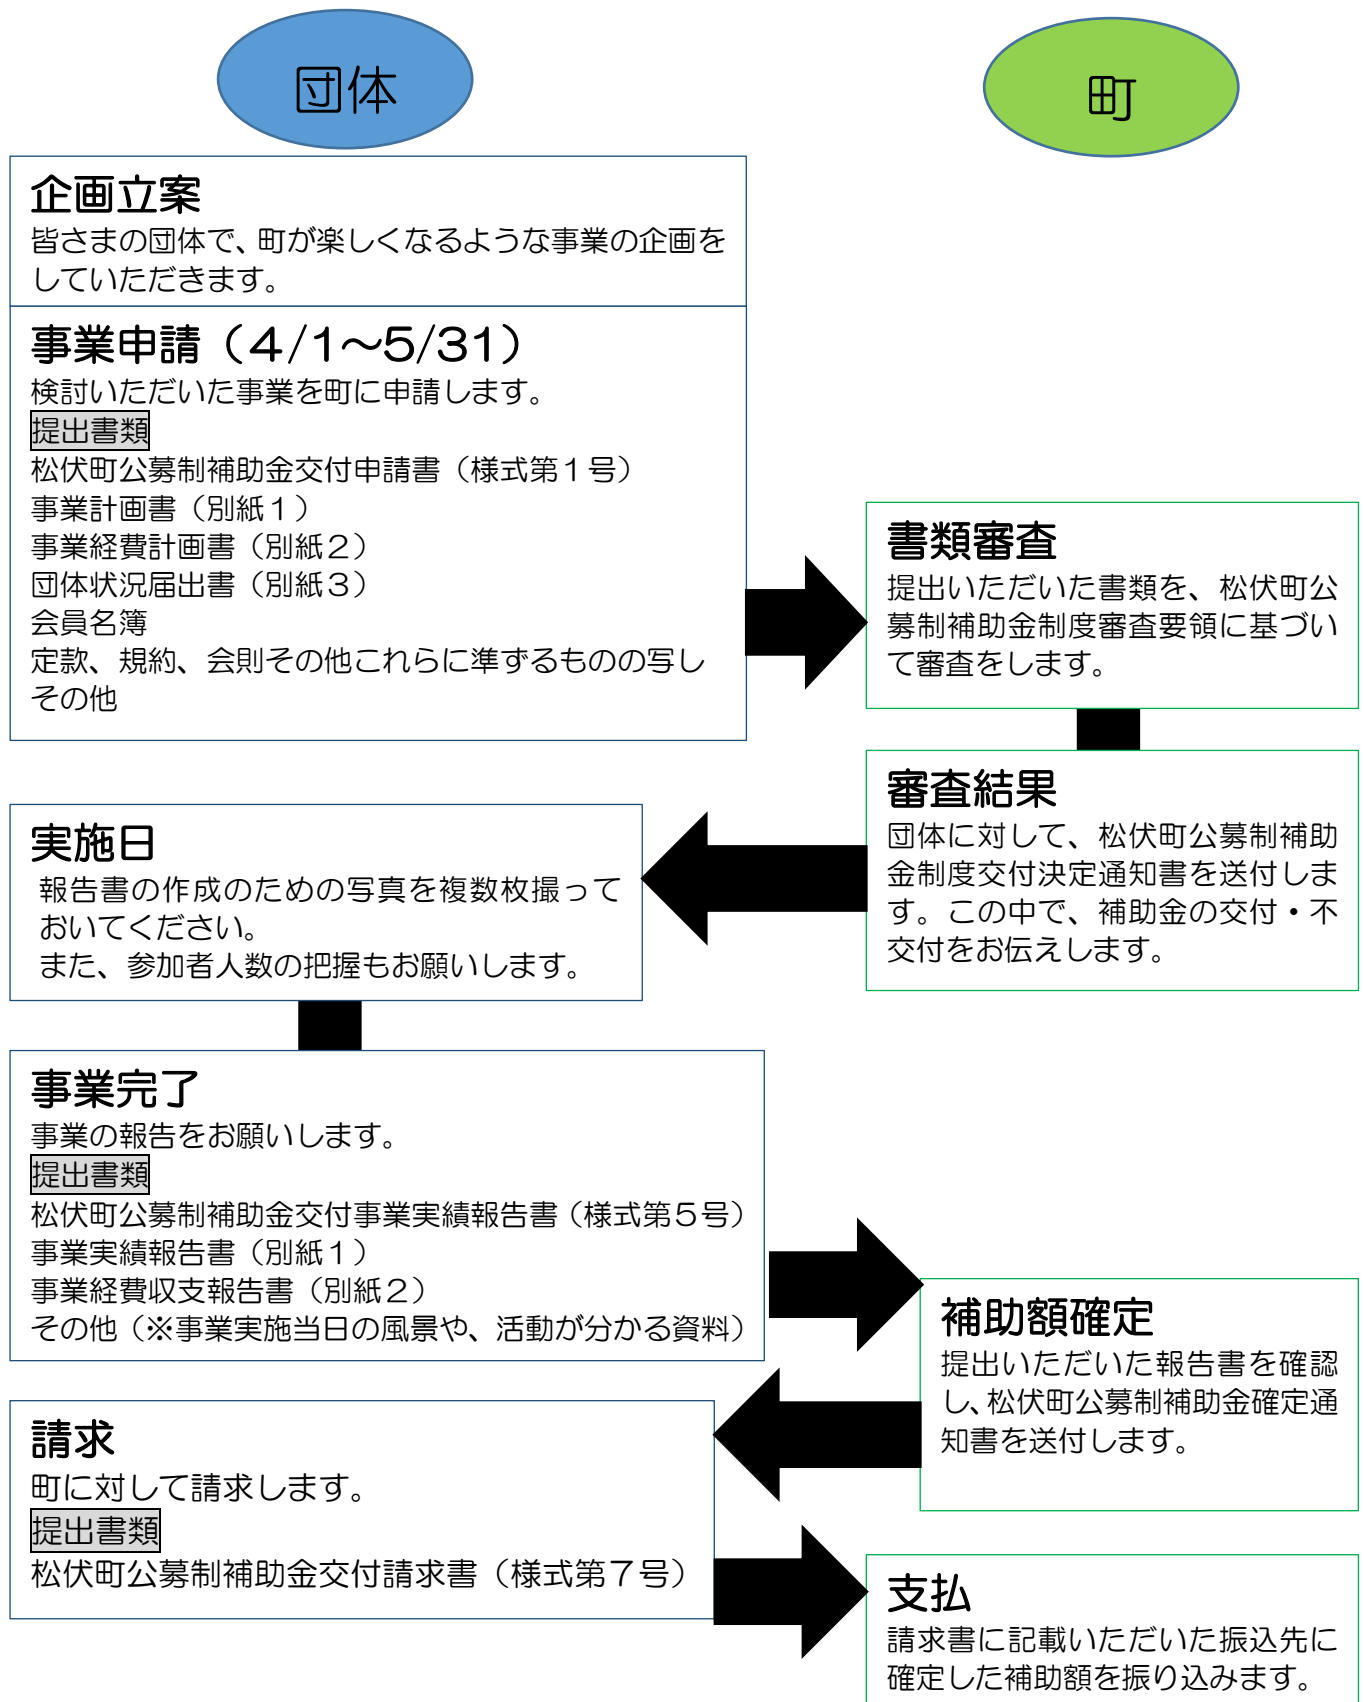 団体
町
企画立案
皆さまの団体で、町が楽しくなるような事業の企画を
していただきます。
事業申請（4/1～5/31）
検討いただいた事業を町に申請します。
提出書類
松伏町公募制補助金交付申請書（様式第１号）
事業計画書（別紙１）
事業経費計画書（別紙２）
団体状況届出書（別紙３）
会員名簿
定款、規約、会則その他これらに準ずるものの写し
その他
書類審査
提出いただいた書類を、松伏町公
募制補助金制度審査要領に基づい
て審査をします。
審査結果
団体に対して、松伏町公募制補助
金制度交付決定通知書を送付しま
す。この中で、補助金の交付・不
交付をお伝えします。
実施日
報告書の作成のための写真を複数枚撮って
おいてください。
また、参加者人数の把握もお願いします。
事業完了
事業の報告をお願いします。
提出書類
松伏町公募制補助金交付事業実績報告書（様式第５号）
事業実績報告書（別紙１）
事業経費収支報告書（別紙２）
その他（※事業実施当日の風景や、活動が分かる資料）
補助額確定
提出いただいた報告書を確認
し、松伏町公募制補助金確定通
知書を送付します。
請求
町に対して請求します。
提出書類
松伏町公募制補助金交付請求書（様式第７号）
支払
請求書に記載いただいた振込先に
確定した補助額を振り込みます。